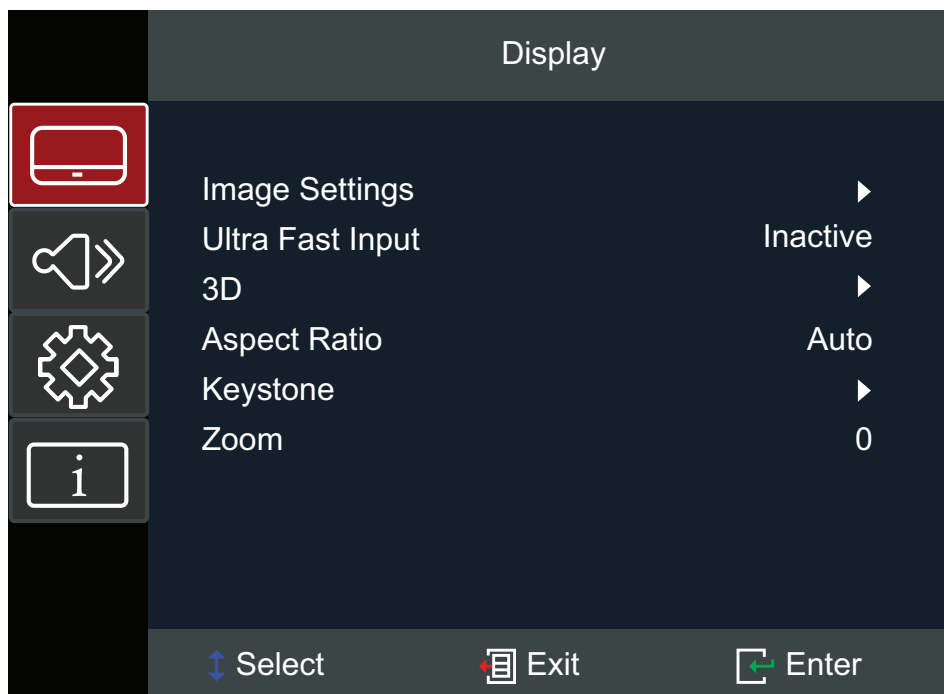 Display
Image Settings
Ultra Fast Input Inactive
3D
Aspect Ratio Auto
Keystone
Zoom 0
i
Select Exit Enter